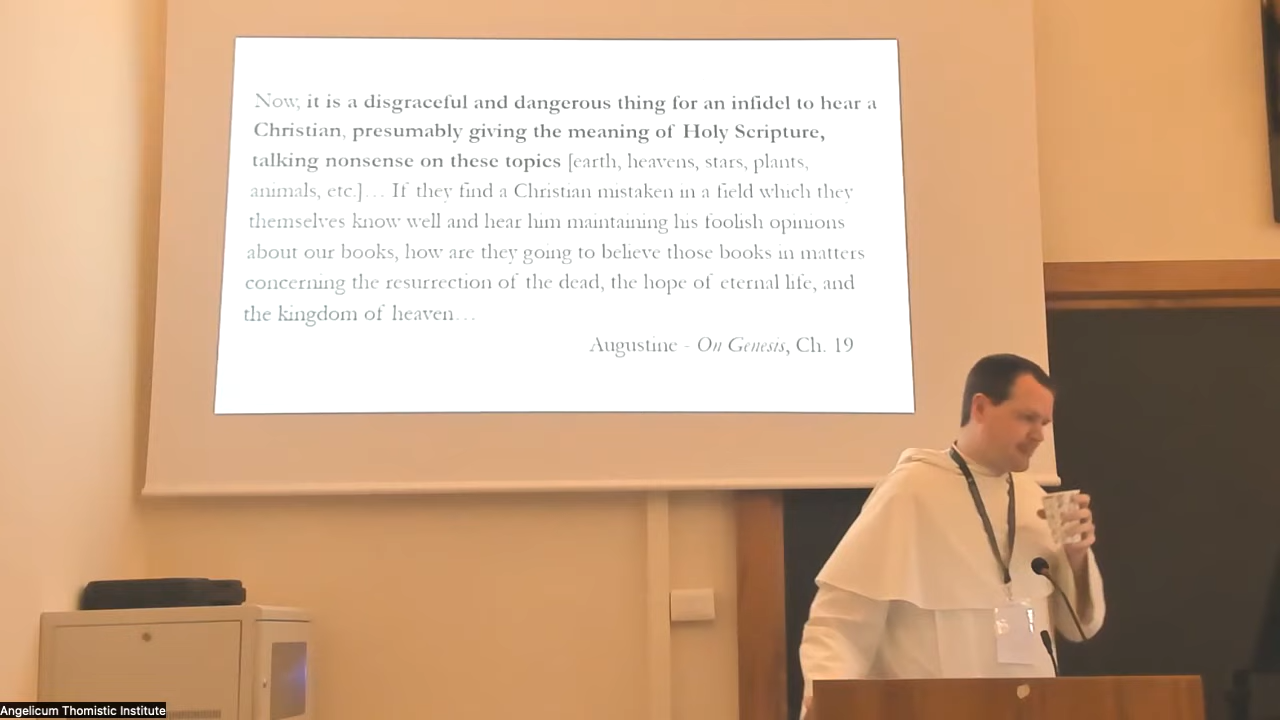 Now, it is a disgraceful and dangerous thing for an infidel to hear a
Christian, presumably giving the meaning of Holy Scripture,
talking nonsense on these topics [earth, heavens, stars, plants,
animals, etc.]… If they find a Christian mistaken in a field which they
themselves know well and hear him maintaining his foolish opinions
about our books, how are they going to believe those books in matters
concerning the resurrection of the dead, the hope of eternal life, and
the kingdom of heaven…
Augustine - On Genesis, Ch. 19
Angelicum Thomistic Institute